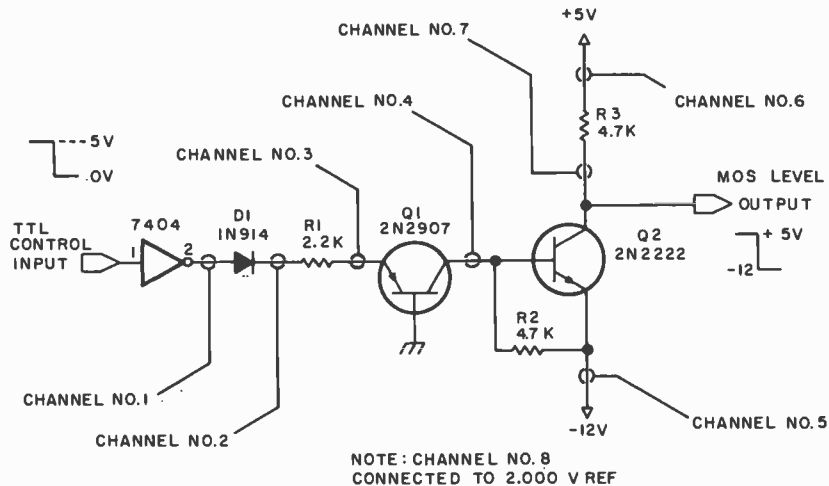 +5V
CHANNEL NO.7
CHANNEL NO.6
CHANNEL NO.4
R3
4.7K
5V
.0V
CHANNEL NO.3
MOS LEVEL
OUTPUT
TTL
CONTROL
INPUT
7404
1
2
D1
1N914
R1
2.2K
Q1
2N2907
Q2
2N2222
+ 5V
-12
R2
4.7K
CHANNEL NO.1
CHANNEL NO.2
-12V
CHANNEL NO.5
NOTE: CHANNEL NO. 8
CONNECTED TO 2.000 V REF